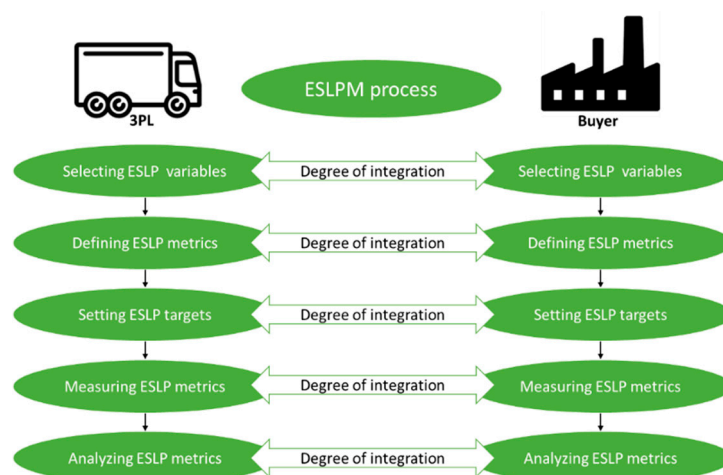 ESLPM process
3PL
Buyer
Selecting ESLP variables Degree of integration Selecting ESLP variables
Defining ESLP metrics Degree of integration Defining ESLP metrics
Setting ESLP targets Degree of integration Setting ESLP targets
Measuring ESLP metrics Degree of integration Measuring ESLP metrics
Analyzing ESLP metrics Degree of integration Analyzing ESLP metrics